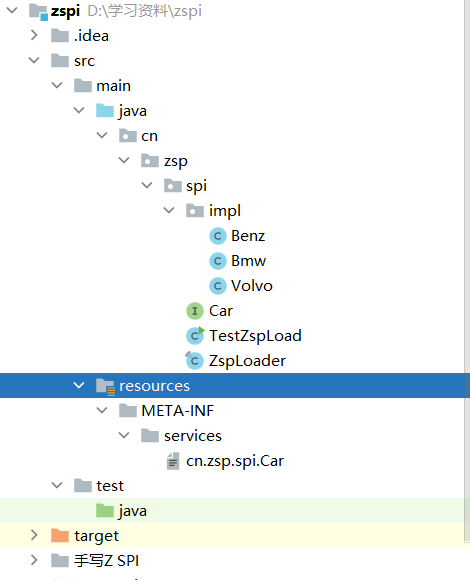 zspi D:\学习资料\zspi
.idea
src
main
java
cn
zsp
spi
impl
C Benz
C Bmw
C Volvo
I Car
C TestZspLoad
C ZspLoader
resources
META-INF
services
cn.zsp.spi.Car
test
java
target
手写Z SPI